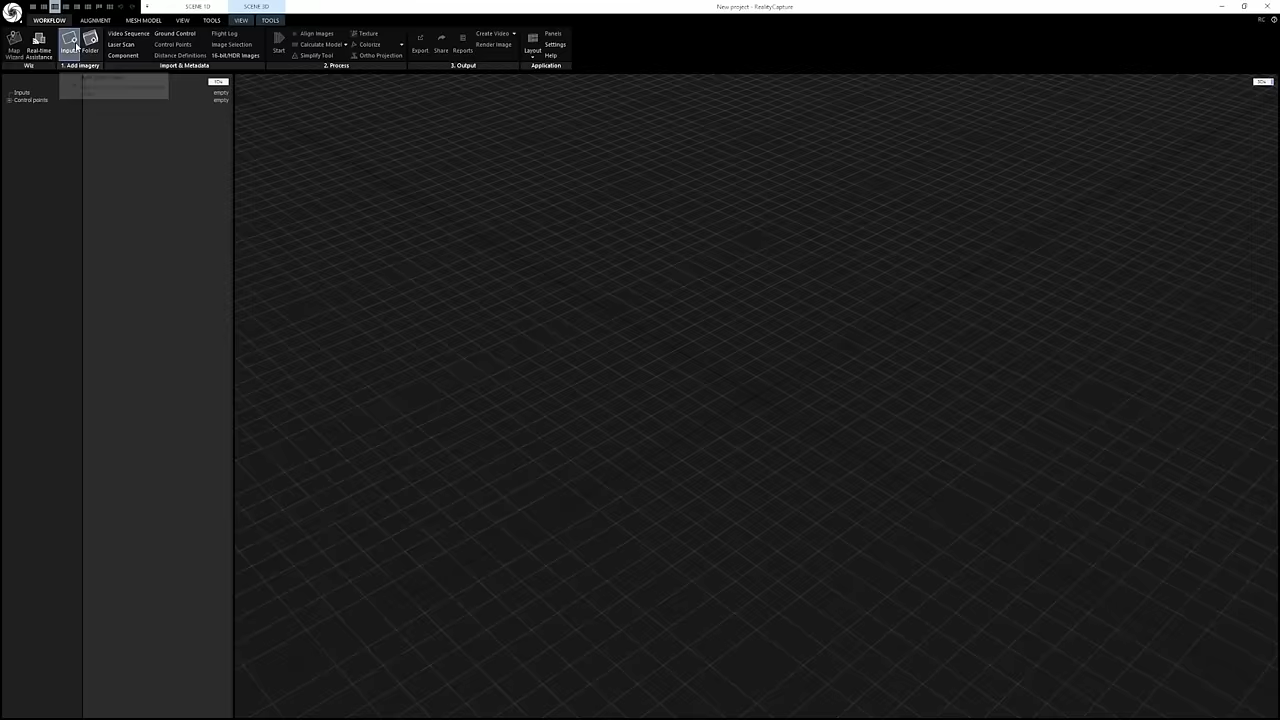 SCENE 1D SCENE 3D New project - RealityCapture
WORKFLOW ALIGNMENT MESH MODEL VIEW TOOLS VIEW TOOLS RC
Map Wizard
Real-time Assistance
Inputs
Folder
Video Sequence
Laser Scan
Component
Ground Control
Control Points
Distance Definitions
Flight Log
Image Selection
16-bit/HDR Images
Start
Align Images
Calculate Model
Simplify Tool
Texture
Colorize
Ortho Projection
Export
Share
Reports
Create Video
Render Image
Layout
Panels
Settings
Help
Wiz 1. Add imagery Import & Metadata 2. Process 3. Output Application
1Ds
Inputs empty
Control points empty